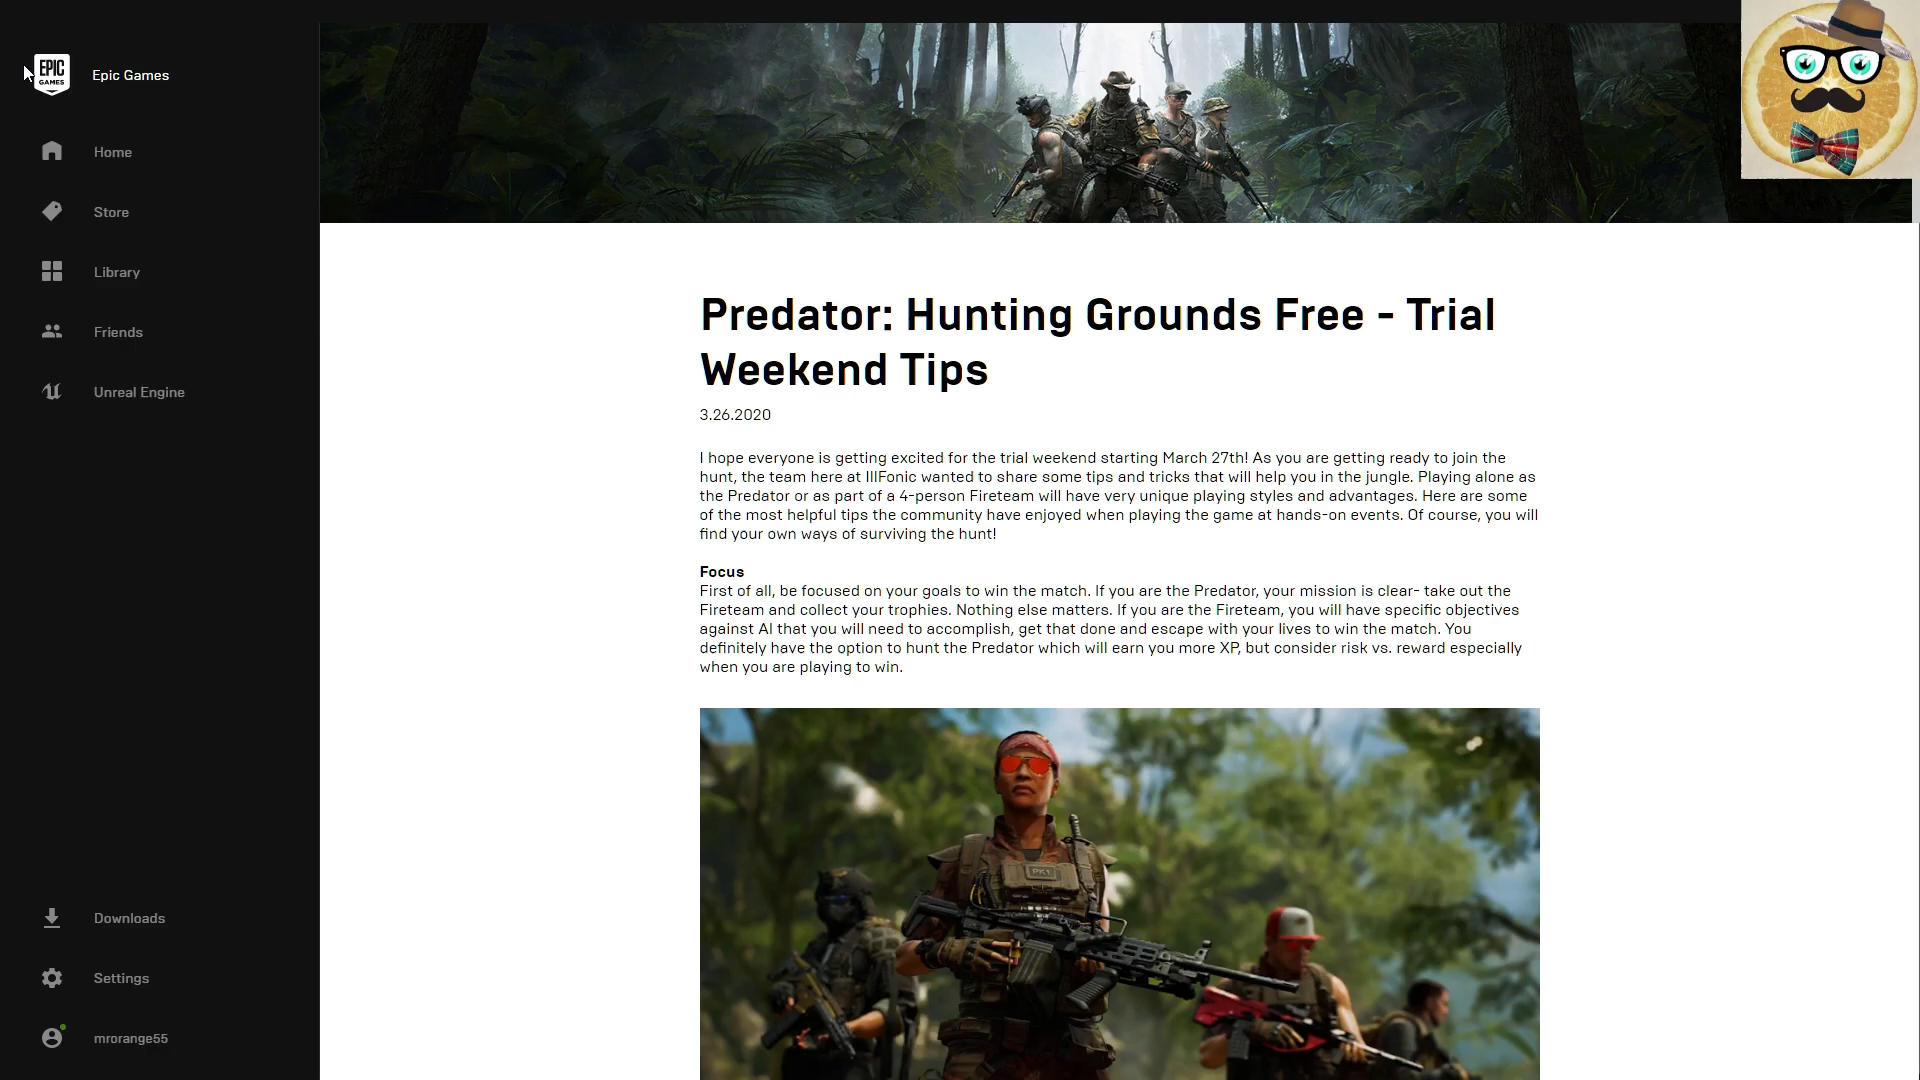 EPIC
GAMES
Epic Games
Home
Store
Library
Friends
Unreal Engine
Downloads
Settings
mrorange55
Predator: Hunting Grounds Free - Trial
Weekend Tips
3.26.2020
I hope everyone is getting excited for the trial weekend starting March 27th! As you are getting ready to join the
hunt, the team here at IllFonic wanted to share some tips and tricks that will help you in the jungle. Playing alone as
the Predator or as part of a 4-person Fireteam will have very unique playing styles and advantages. Here are some
of the most helpful tips the community have enjoyed when playing the game at hands-on events. Of course, you will
find your own ways of surviving the hunt!
Focus
First of all, be focused on your goals to win the match. If you are the Predator, your mission is clear- take out the
Fireteam and collect your trophies. Nothing else matters. If you are the Fireteam, you will have specific objectives
against AI that you will need to accomplish, get that done and escape with your lives to win the match. You
definitely have the option to hunt the Predator which will earn you more XP, but consider risk vs. reward especially
when you are playing to win.
PK1